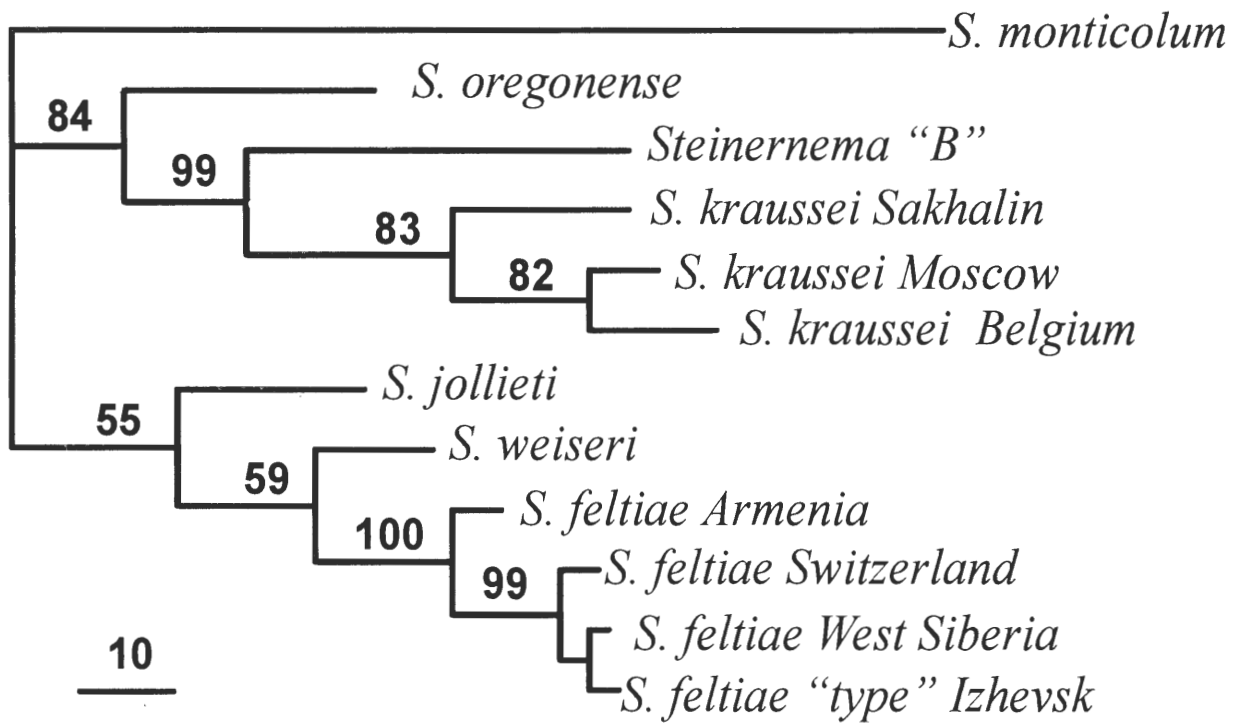 S. monticolum
S. oregonense
84
Steinernema “B”
99
S. kraussei Sakhalin
83
S. kraussei Moscow
82
S. kraussei Belgium
S. jollieti
55
S. weiseri
59
S. feltiae Armenia
100
S. feltiae Switzerland
99
S. feltiae West Siberia
10
S. feltiae “type” Izhevsk